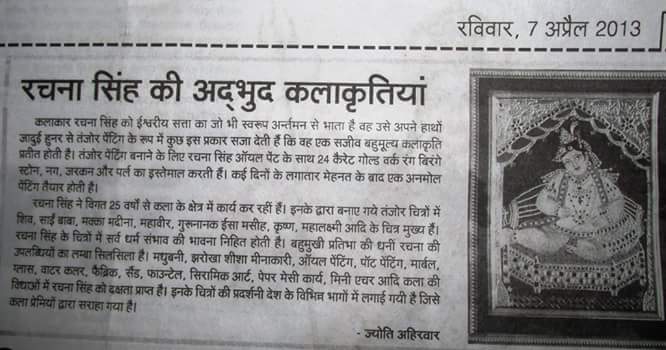 रविवार, 7 अप्रैल 2013
रचना सिंह की अद्भुद कलाकृतियां
कलाकार रचना सिंह को ईश्वरीय सत्ता का जो भी स्वरूप अर्न्तमन से भाता है वह उसे अपने हाथों
जादुई हुनर से तंजोर पेंटिंग के रूप में कुछ इस प्रकार सजा देती हैं कि वह एक सजीव बहुमूल्य कलाकृति
प्रतीत होती है। तंजोर पेंटिंग बनाने के लिए रचना सिंह ऑयल पेंट के साथ 24 कैरेट गोल्ड वर्क रंग बिरंगे
स्टोन, नग, जरकन और पर्ल का इस्तेमाल करती हैं। कई दिनों के लगातार मेहनत के बाद एक अनमोल
पेंटिंग तैयार होती है।
रचना सिंह ने विगत 25 वर्षो से कला के क्षेत्र में कार्य कर रहीं हैं। इनके द्वारा बनाए गये तंजोर चित्रों में
शिव, साईं बाबा, मक्का मदीना, महावीर, गुरूनानक ईसा मसीह, कृष्ण, महालक्ष्मी आदि के चित्र मुख्य हैं।
रचना सिंह के चित्रों में सर्व धर्म संभाव की भावना निहित होती है। बहुमुखी प्रतिभा की धनी रचना की
उपलब्धियों का लम्बा सिलसिला है। मधुबनी, झरोखा शीशा मीनाकारी, ऑयल पेंटिंग, पॉट पेंटिंग, मार्बल,
ग्लास, वाटर कलर, फैब्रिक, सैंड, फाउन्टेल, सिरामिक आर्ट, पेपर मेसी कार्य, मिनी एचर आदि कला की
विधाओं में रचना सिंह को दक्षता प्राप्त है। इनके चित्रों की प्रदर्शनी देश के विभिन्न भागों में लगाई गयी है जिसे
कला प्रेमियों द्वारा सराहा गया है।
- ज्योति अहिरवार